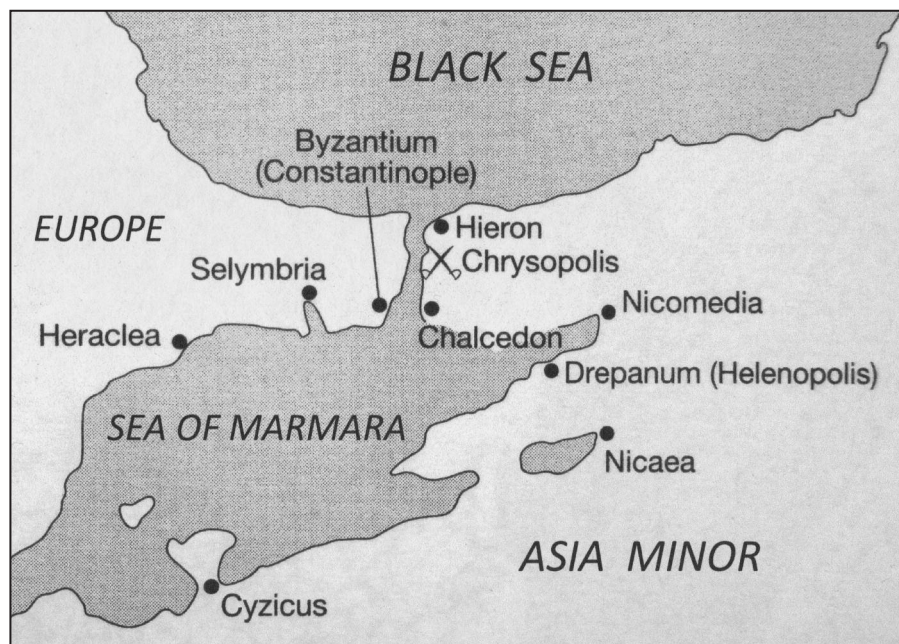 BLACK SEA
Byzantium
(Constantinople)
EUROPE
Hieron
Chrysopolis
Selymbria
Nicomedia
Heraclea
Chalcedon
Drepanum (Helenopolis)
SEA OF MARMARA
Nicaea
ASIA MINOR
Cyzicus